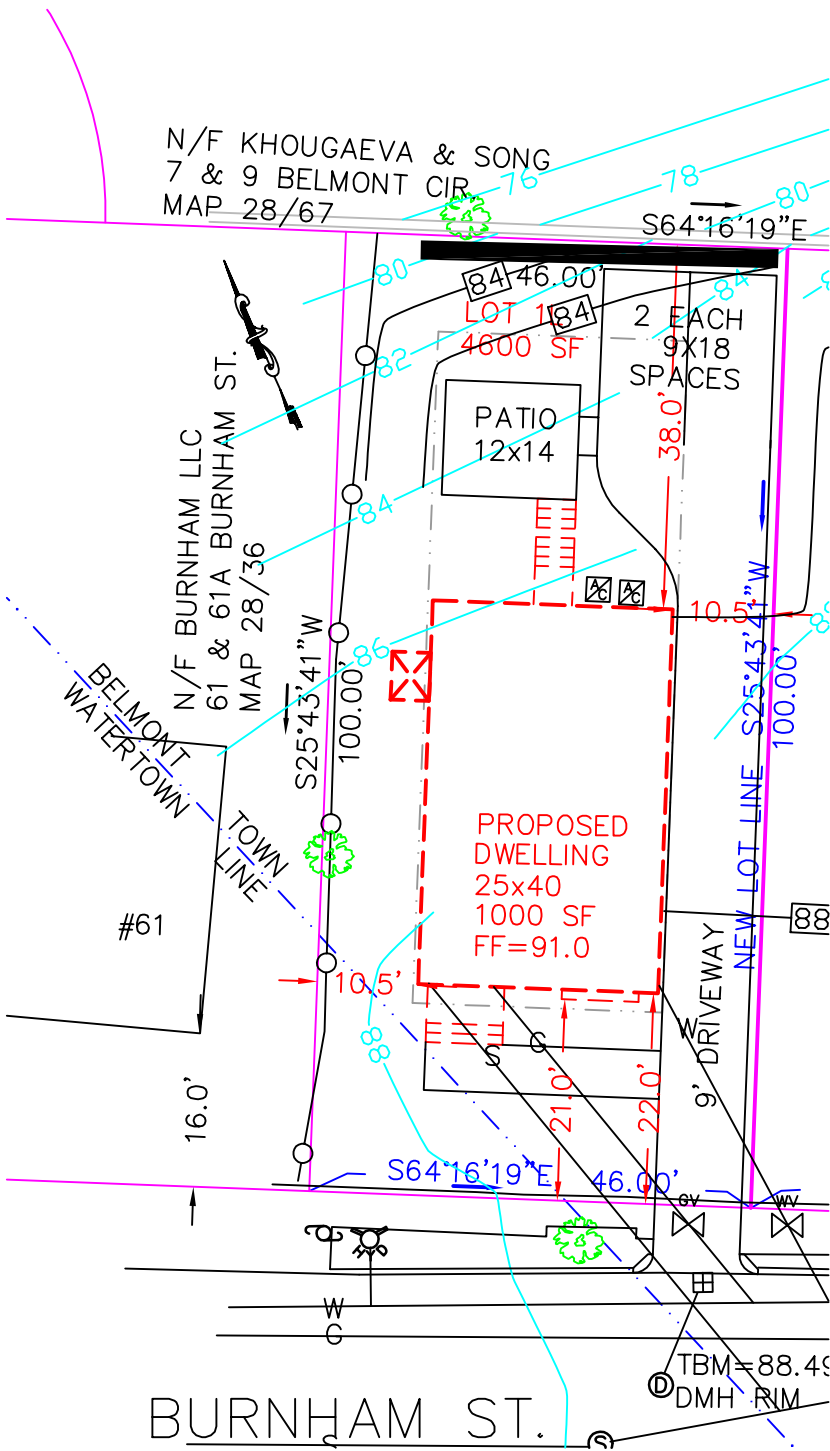 N/F KHOUGAEVA & SONG
7 & 9 BELMONT CIR.
MAP 28/67
76
78
80
S64°16'19"E
80
84
46.00'
84
LOT
4600 SF
84
2 EACH
9X18
SPACES
82
PATIO
12x14
38.0'
84
N/F BURNHAM LLC
61 & 61A BURNHAM ST.
MAP 28/36
A/C
A/C
10.5'
86
S25°43'41"W
100.00'
NEW LOT LINE S25°43'41"W
100.00'
BELMONT
WATERTOWN
TOWN
LINE
PROPOSED
DWELLING
25x40
1000 SF
FF=91.0
88
#61
10.5'
88
S
G
W
9' DRIVEWAY
21.0'
22.0'
16.0'
S64°16'19"E
46.00'
GV
WV
HYD
W
G
TBM=88.49
DMH RIM
D
BURNHAM ST.
S
S